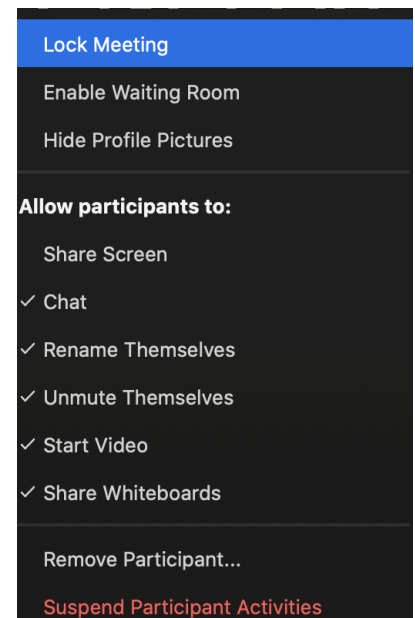 Lock Meeting
Enable Waiting Room
Hide Profile Pictures
Allow participants to:
Share Screen
✓ Chat
✓ Rename Themselves
✓ Unmute Themselves
✓ Start Video
✓ Share Whiteboards
Remove Participant...
Suspend Participant Activities